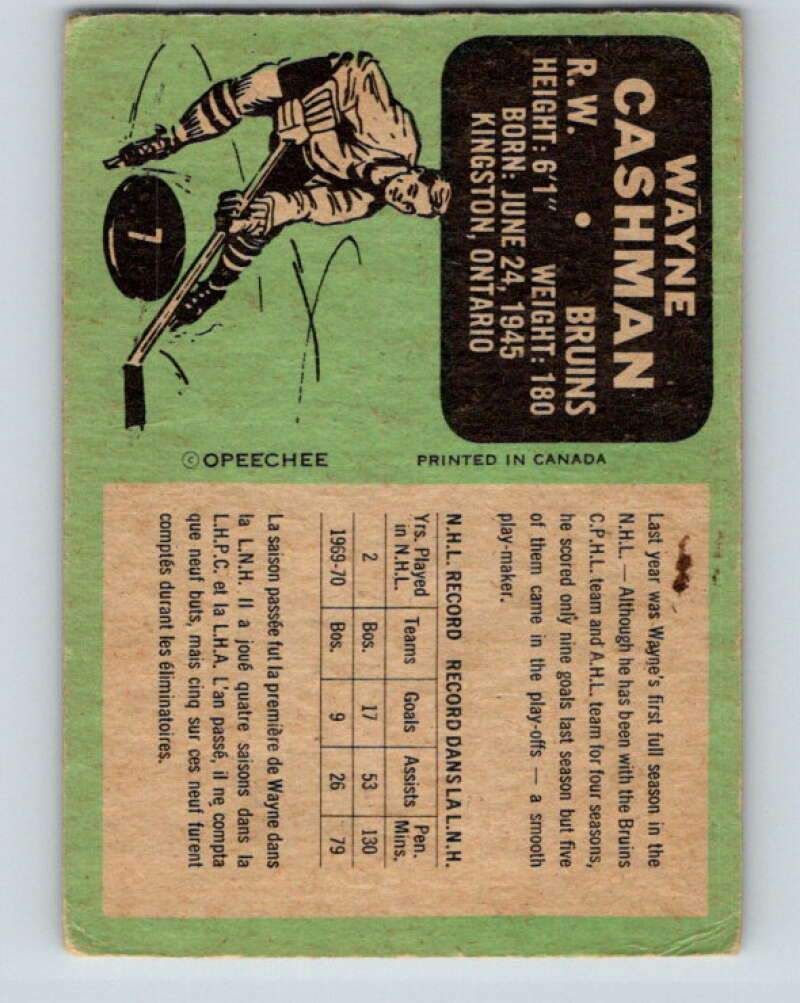 WAYNE
CASHMAN
R.W. • BRUINS
HEIGHT: 6'1" WEIGHT: 180
BORN: JUNE 24, 1945
KINGSTON, ONTARIO
7
© OPEECHEE PRINTED IN CANADA
Last year was Wayne's first full season in the
N.H.L. — Although he has been with the Bruins
C.P.H.L. team and A.H.L. team for four seasons,
he scored only nine goals last season but five
of them came in the play-offs — a smooth
play-maker.
N.H.L. RECORD RECORD DANS LA L.N.H.
Yrs. Played in N.H.L. Teams Goals Assists Pen. Mins.
2 Bos. 17 53 130
1969-70 Bos. 9 26 79
La saison passée fut la première de Wayne dans
la L.N.H. Il a joué quatre saisons dans la
L.H.P.C. et la L.H.A. L'an passé, il ne compta
que neuf buts, mais cinq sur ces neuf furent
comptés durant les éliminatoires.